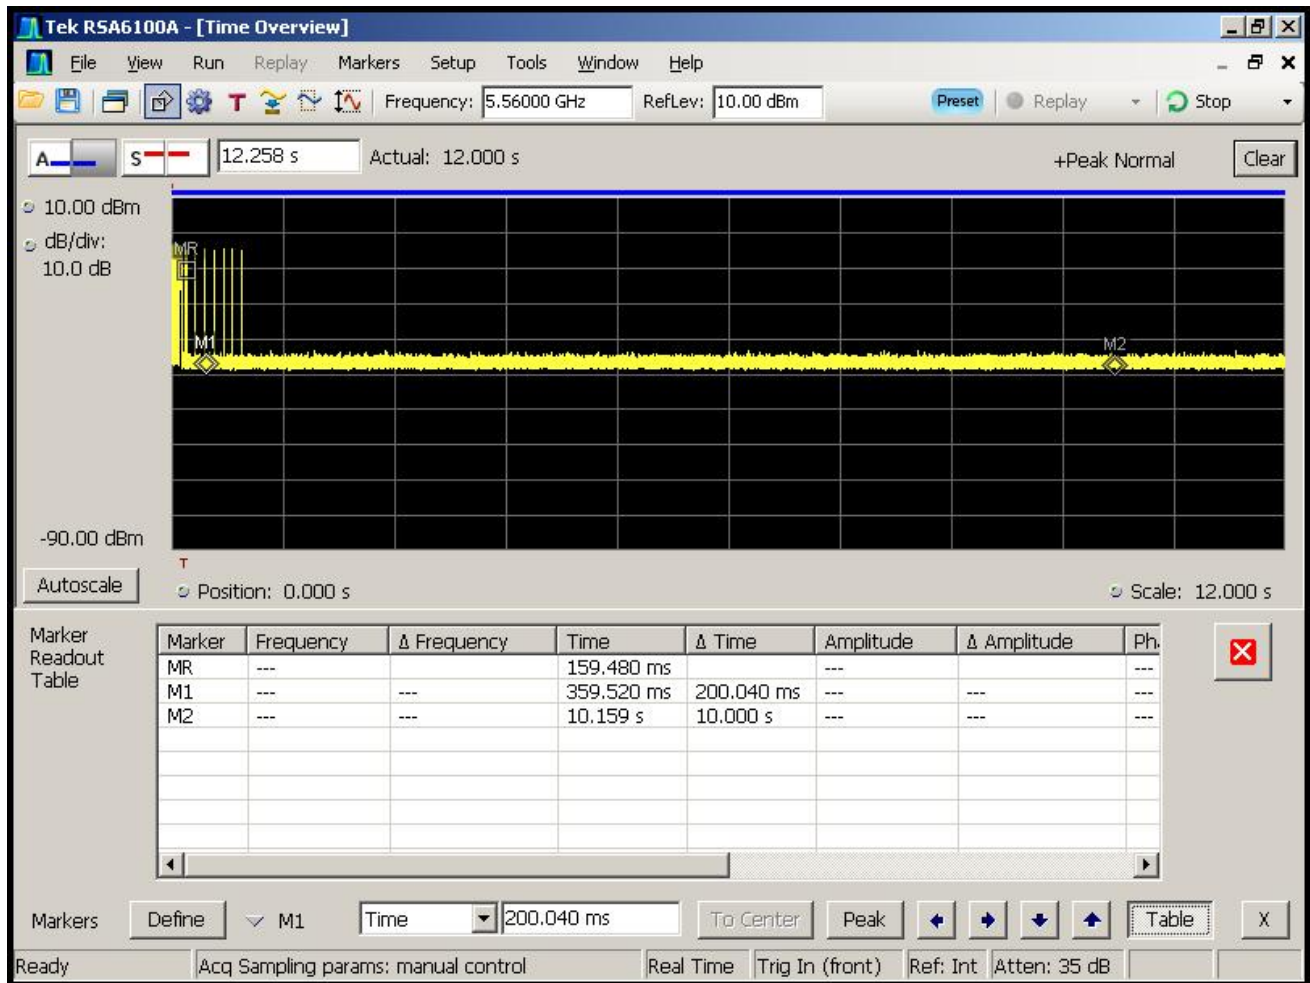 Tek RSA6100A - [Time Overview]
File View Run Replay Markers Setup Tools Window Help
T Frequency: 5.56000 GHz RefLev: 10.00 dBm Preset Replay Stop
A S 12.258 s Actual: 12.000 s +Peak Normal Clear
10.00 dBm
dB/div:
10.0 dB
MR
M1
M2
-90.00 dBm
T
Autoscale Position: 0.000 s Scale: 12.000 s
Marker Readout Table
Marker Frequency Δ Frequency Time Δ Time Amplitude Δ Amplitude Ph
MR --- 159.480 ms --- ---
M1 --- --- 359.520 ms 200.040 ms --- --- ---
M2 --- --- 10.159 s 10.000 s --- --- ---
Markers Define M1 Time 200.040 ms To Center Peak Table X
Ready Acq Sampling params: manual control Real Time Trig In (front) Ref: Int Atten: 35 dB